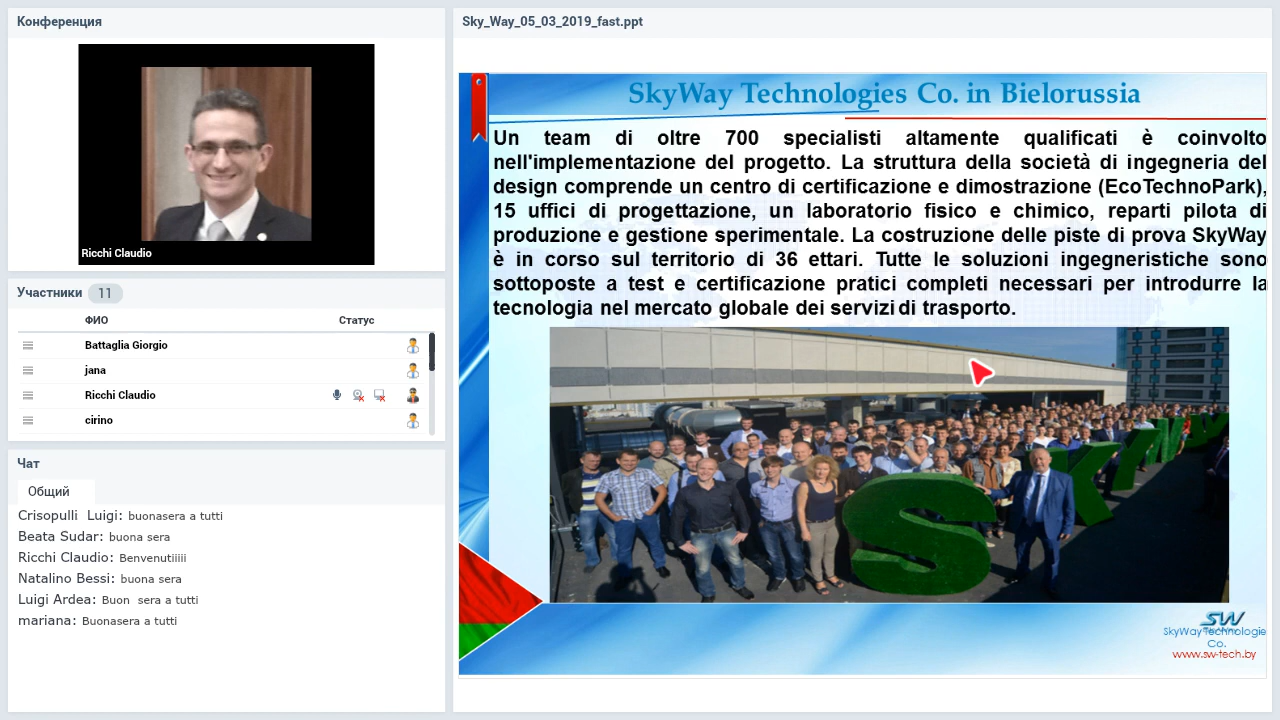 Конференция
Ricchi Claudio
Участники 11
ФИО Статус
Battaglia Giorgio
jana
Ricchi Claudio
cirino
Чат
Общий
Crisopulli Luigi: buonasera a tutti
Beata Sudar: buona sera
Ricchi Claudio: Benvenutiiiii
Natalino Bessi: buona sera
Luigi Ardea: Buon sera a tutti
mariana: Buonasera a tutti
Sky_Way_05_03_2019_fast.ppt
SkyWay Technologies Co. in Bielorussia
Un team di oltre 700 specialisti altamente qualificati è coinvolto
nell'implementazione del progetto. La struttura della società di ingegneria del
design comprende un centro di certificazione e dimostrazione (EcoTechnoPark),
15 uffici di progettazione, un laboratorio fisico e chimico, reparti pilota di
produzione e gestione sperimentale. La costruzione delle piste di prova SkyWay
è in corso sul territorio di 36 ettari. Tutte le soluzioni ingegneristiche sono
sottoposte a test e certificazione pratici completi necessari per introdurre la
tecnologia nel mercato globale dei servizi di trasporto.
SKYWAY
SW
SkyWay Technologie
Co.
www.sw-tech.by